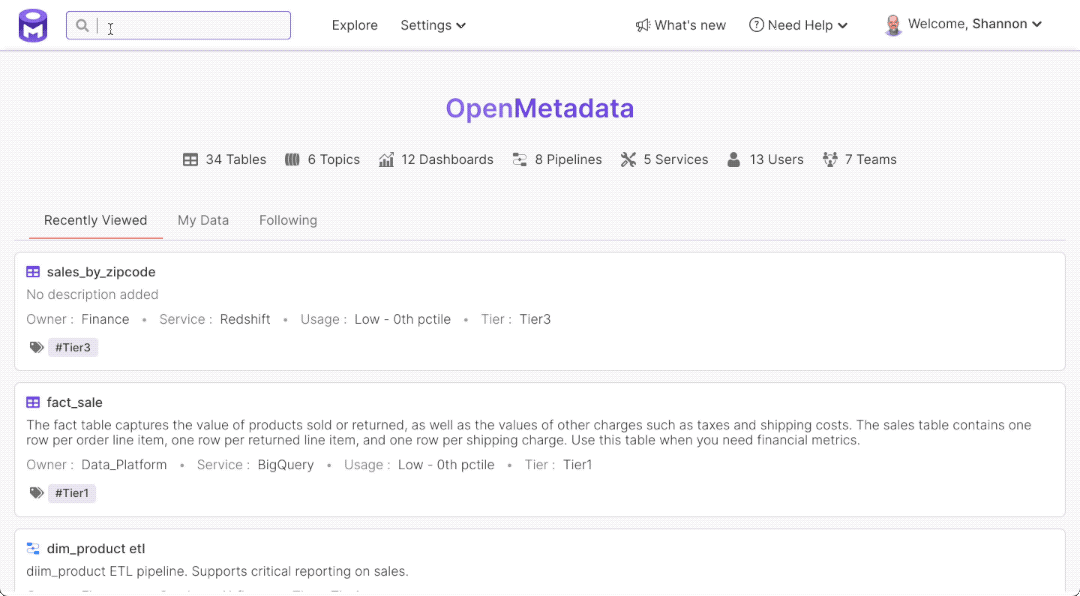 Explore Settings What's new Need Help Welcome, Shannon
OpenMetadata
34 Tables 6 Topics 12 Dashboards 8 Pipelines 5 Services 13 Users 7 Teams
Recently Viewed My Data Following
sales_by_zipcode
No description added
Owner : Finance • Service : Redshift • Usage : Low - 0th pctile • Tier : Tier3
#Tier3
fact_sale
The fact table captures the value of products sold or returned, as well as the values of other charges such as taxes and shipping costs. The sales table contains one
row per order line item, one row per returned line item, and one row per shipping charge. Use this table when you need financial metrics.
Owner : Data_Platform • Service : BigQuery • Usage : Low - 0th pctile • Tier : Tier1
#Tier1
dim_product etl
diim_product ETL pipeline. Supports critical reporting on sales.